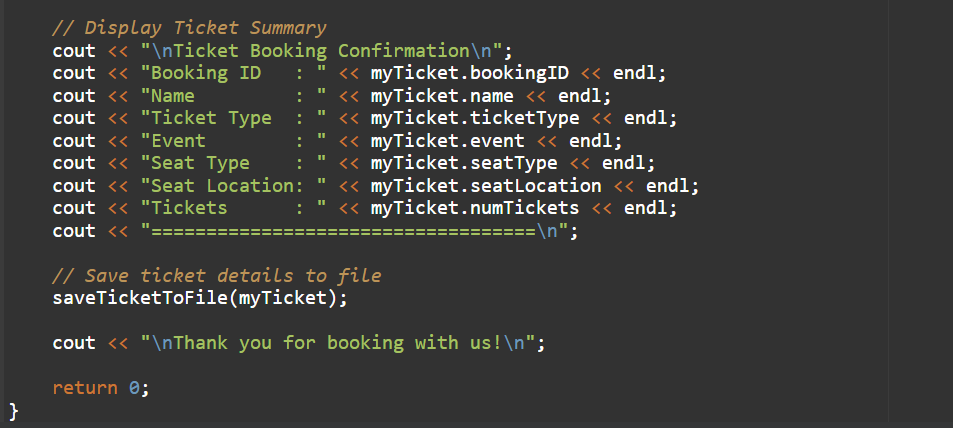 // Display Ticket Summary
cout << "\nTicket Booking Confirmation\n";
cout << "Booking ID   : " << myTicket.bookingID << endl;
cout << "Name         : " << myTicket.name << endl;
cout << "Ticket Type  : " << myTicket.ticketType << endl;
cout << "Event        : " << myTicket.event << endl;
cout << "Seat Type    : " << myTicket.seatType << endl;
cout << "Seat Location: " << myTicket.seatLocation << endl;
cout << "Tickets      : " << myTicket.numTickets << endl;
cout << "===================================\n";
// Save ticket details to file
saveTicketToFile(myTicket);
cout << "\nThank you for booking with us!\n";
return 0;
}